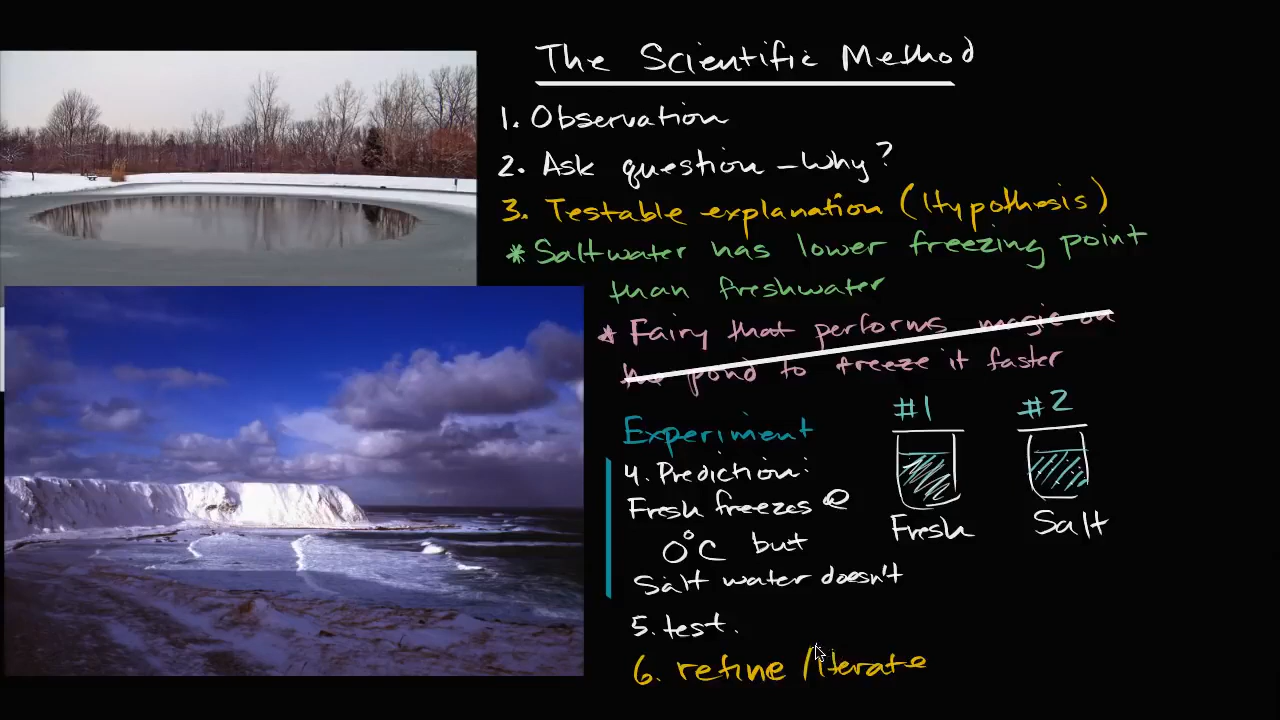 The Scientific Method
1. Observation
2. Ask question - Why?
3. Testable explanation (Hypothesis)
* Saltwater has lower freezing point
than freshwater
* Fairy that performs magic on
the pond to freeze it faster
#1 #2
Experiment
4. Prediction:
Fresh freezes @
0°C but
Salt water doesn't
Fresh Salt
5. test.
6. refine/iterate